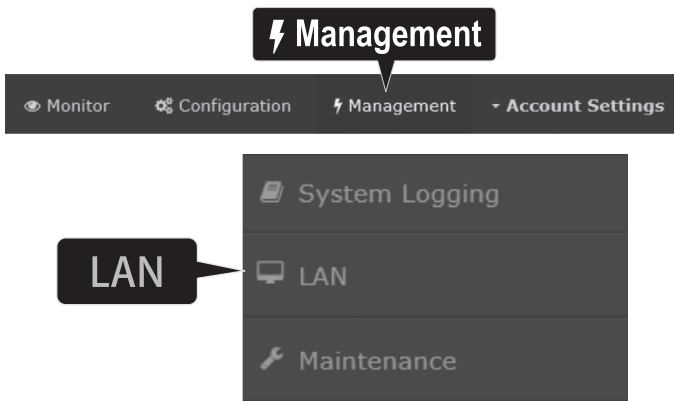 Management
Monitor Configuration Management Account Settings
System Logging
LAN
LAN
Maintenance